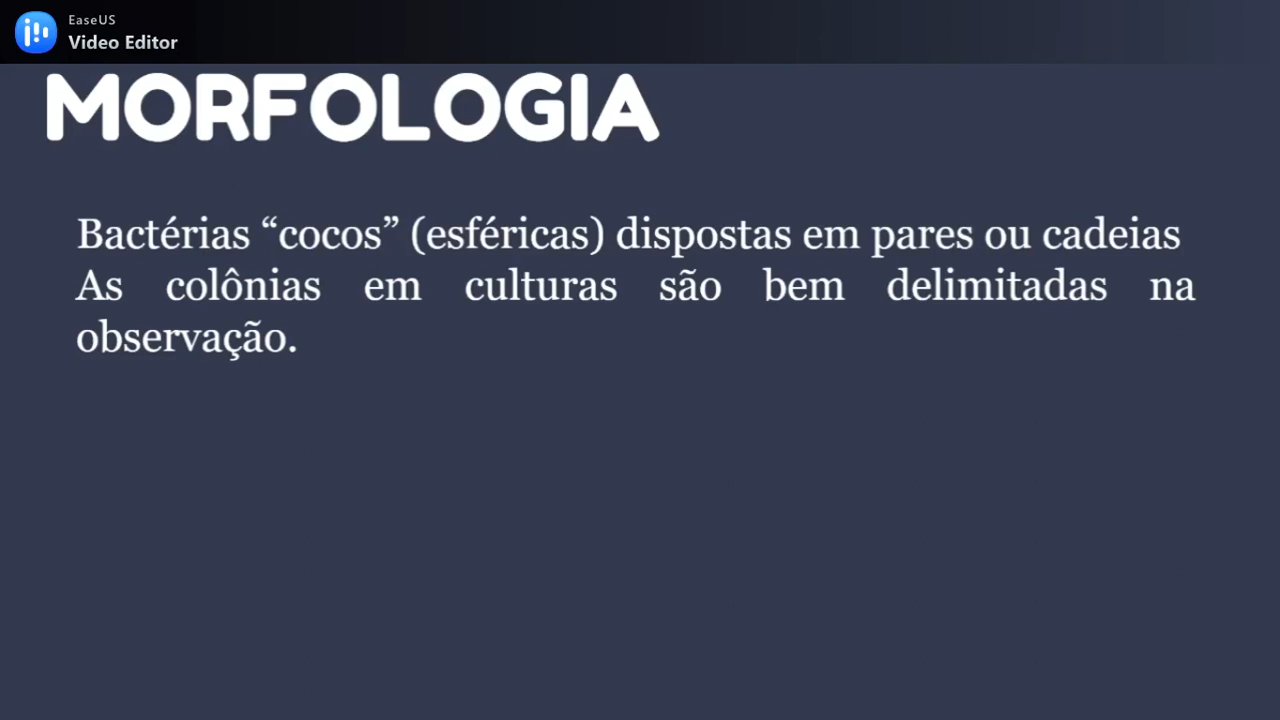 EaseUS
Video Editor
MORFOLOGIA
Bactérias “cocos” (esféricas) dispostas em pares ou cadeias
As colônias em culturas são bem delimitadas na
observação.